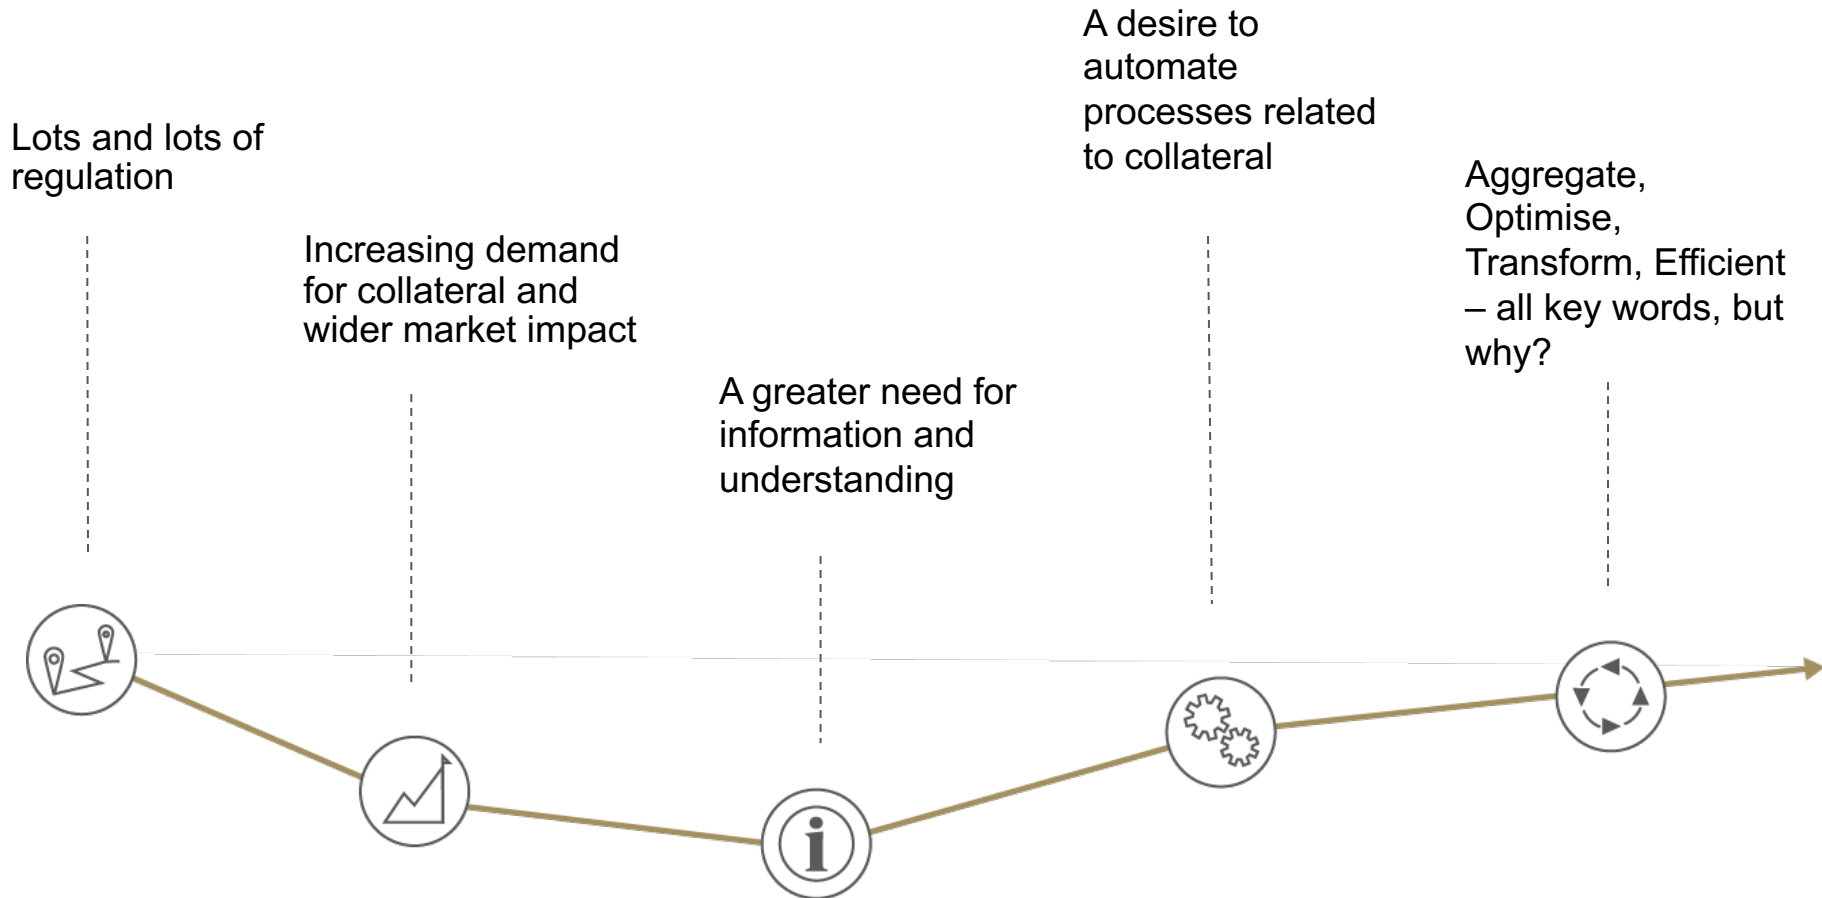 Lots and lots of
regulation
Increasing demand
for collateral and
wider market impact
A greater need for
information and
understanding
A desire to
automate
processes related
to collateral
Aggregate,
Optimise,
Transform, Efficient
– all key words, but
why?
i